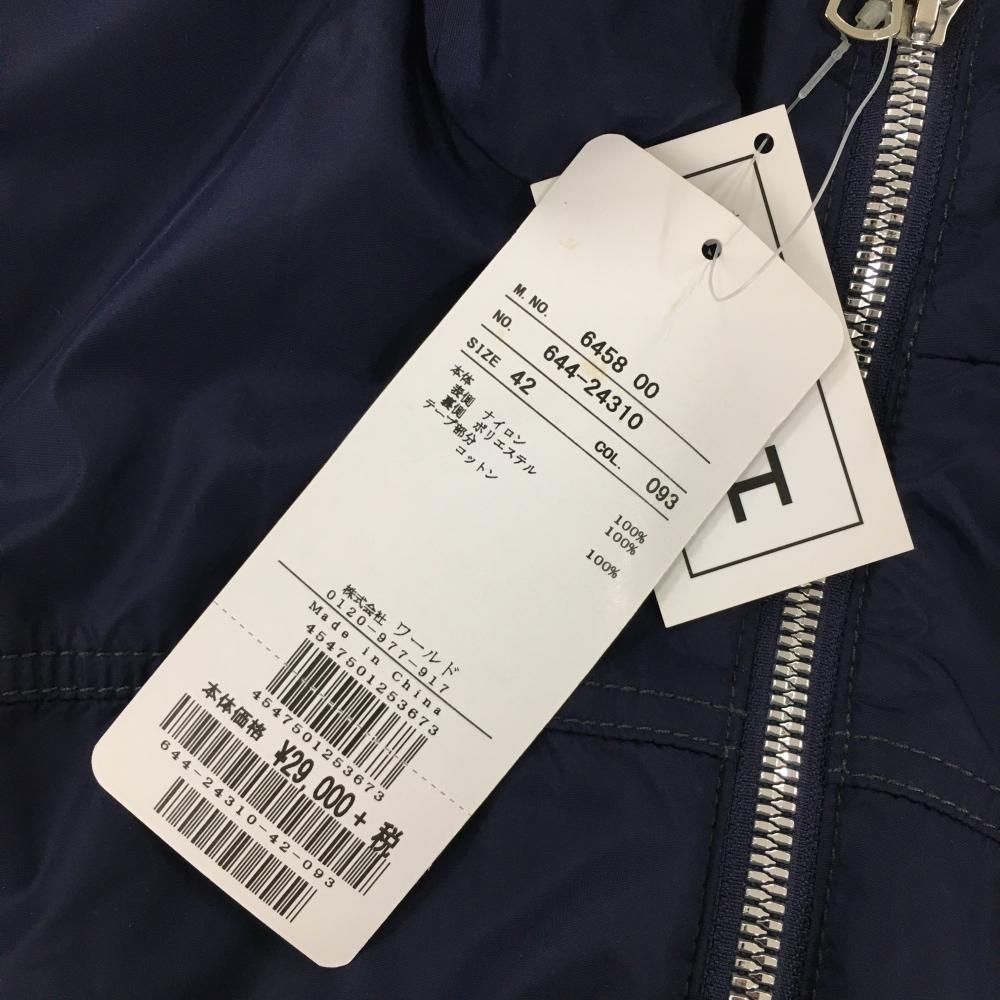 M. NO. 6458 00
NO. 644-24310
SIZE 42 COL. 093
本体
表側 ナイロン 100%
裏側 ポリエステル 100%
テープ部分
コットン 100%
株式会社 ワールド
0120-977-917
Made in China
4547501253673
4547501253673
本体価格 ¥29,000+税
644-24310-42-093